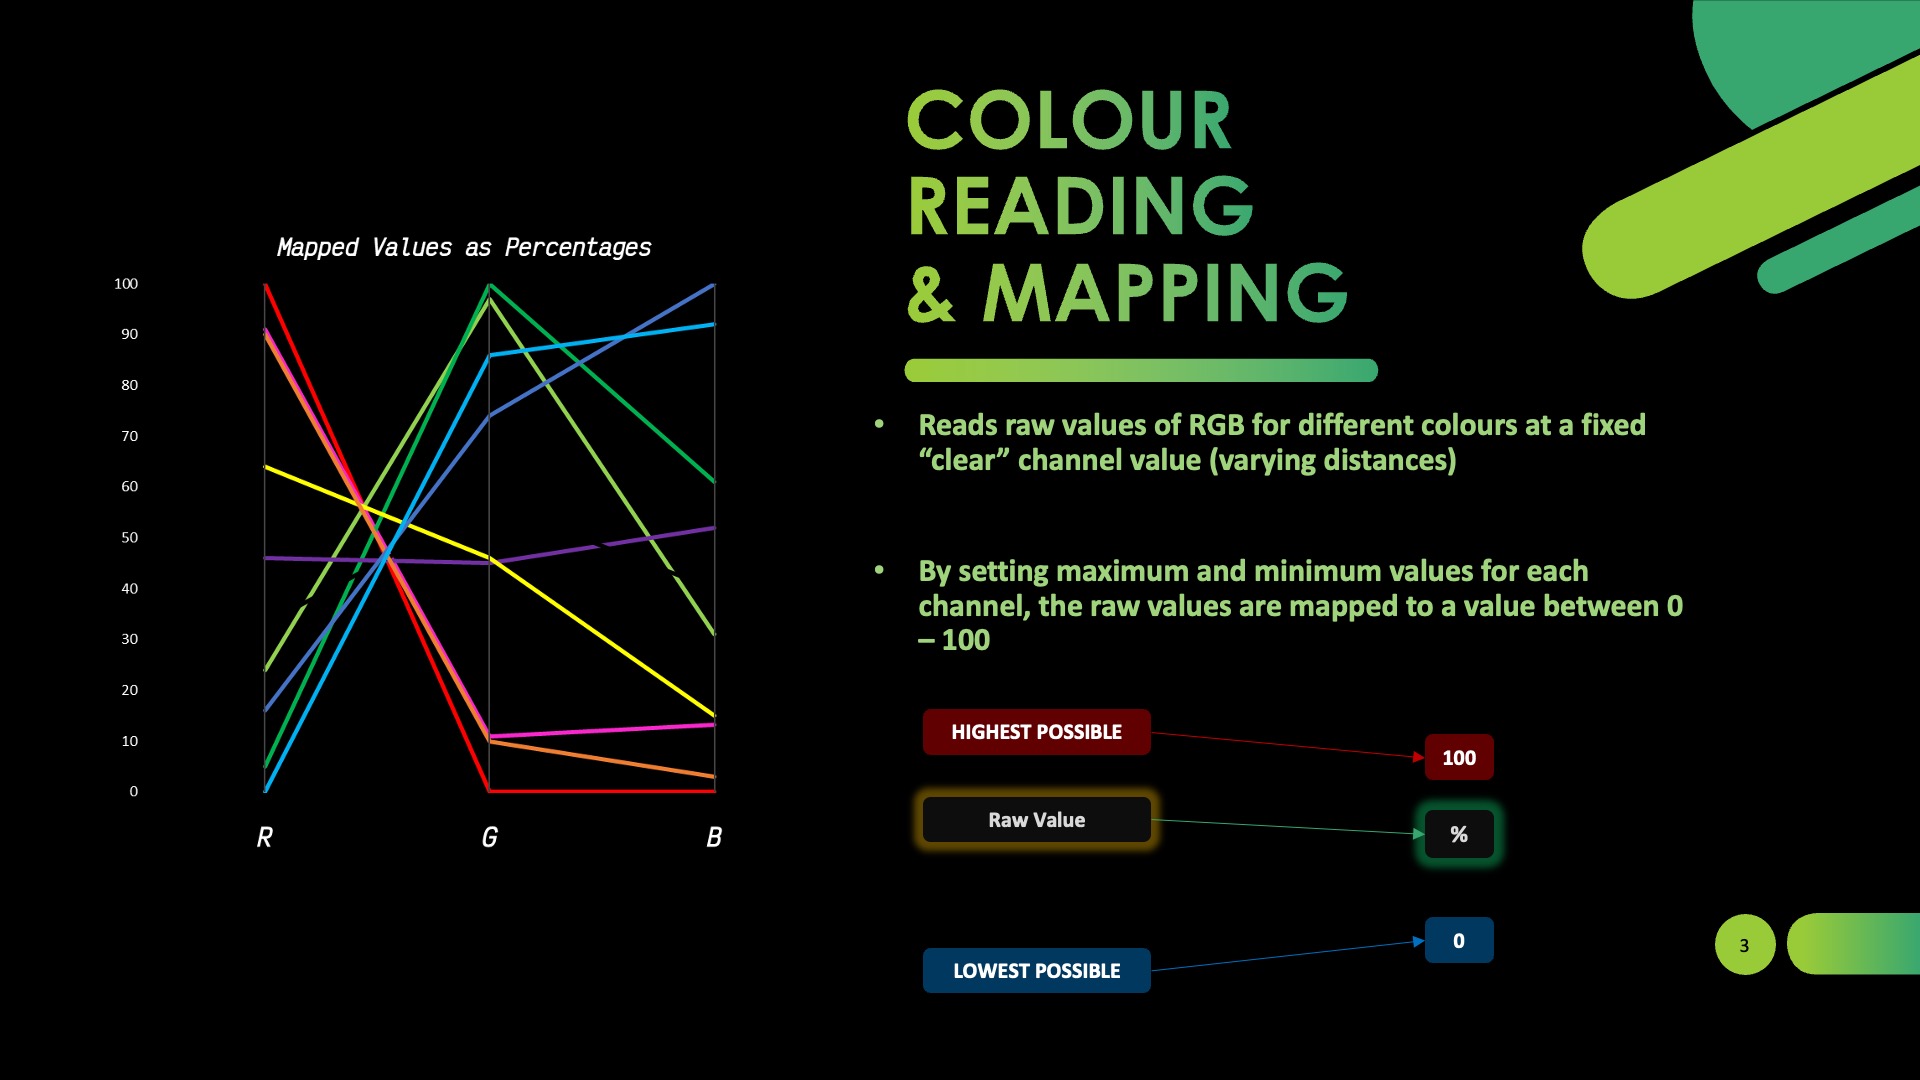 COLOUR
READING
& MAPPING
Mapped Values as Percentages
100
90
80
70
60
50
40
30
20
10
0
R G B
• Reads raw values of RGB for different colours at a fixed
“clear” channel value (varying distances)
• By setting maximum and minimum values for each
channel, the raw values are mapped to a value between 0
– 100
HIGHEST POSSIBLE
100
Raw Value
%
LOWEST POSSIBLE
0
3